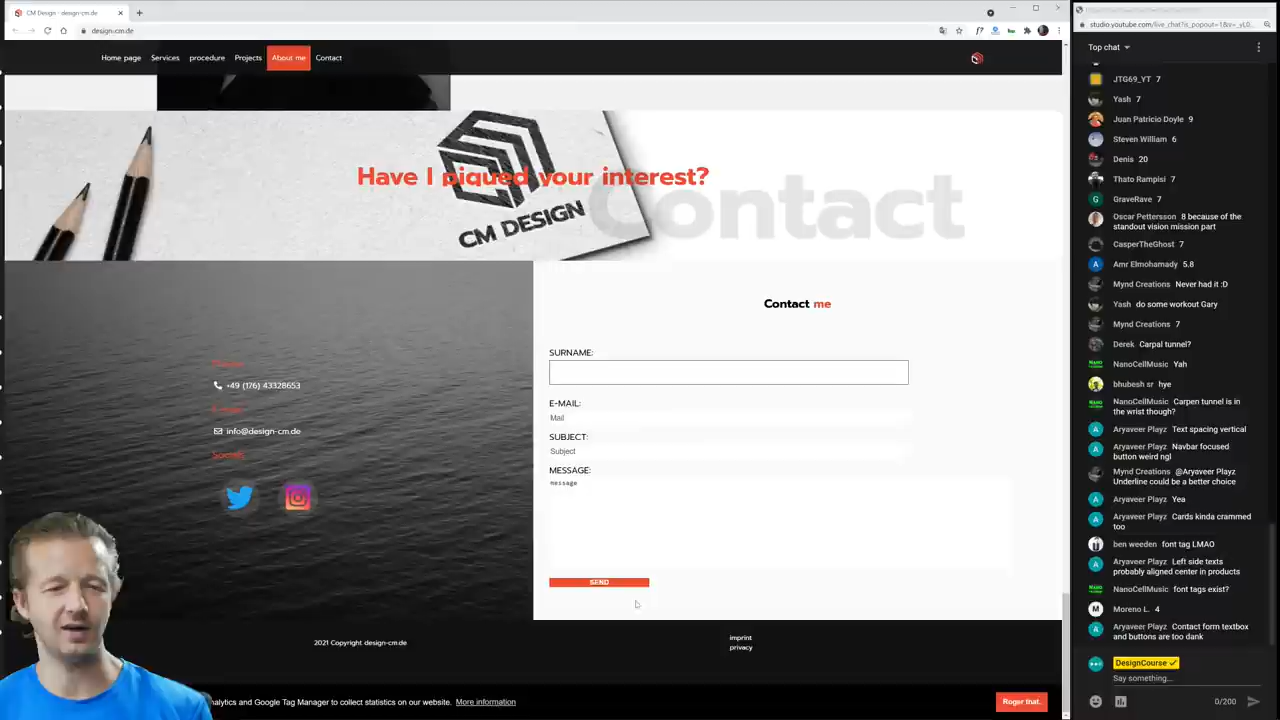 CM Design
design-cm.de
Home page
Services
procedure
Projects
About me
Contact
Have I piqued your interest?
Contact
CM DESIGN
Contact me
SURNAME:
+49 (176) 43328653
E-MAIL:
Mail
info@design-cm.de
SUBJECT:
Subject
Socials
MESSAGE:
message
SEND
2021 Copyright design-cm.de
imprint
privacy
analytics and Google Tag Manager to collect statistics on our website. More information
Roger that.
studio.youtube.com/live_chat?is_popout=1&v=_yU
Top chat
JTG69_YT 7
Yash 7
Juan Patricio Doyle 9
Steven William 6
Denis 20
Thato Rampisi 7
G
GraveRave 7
Oscar Pettersson 8 because of the
standout vision mission part
CasperTheGhost 7
A
Amr Elmohamady 5.8
Mynd Creations Never had it :D
Yash do some workout Gary
Mynd Creations 7
Derek Carpal tunnel?
NanoCellMusic Yah
bhubesh sr hye
NanoCellMusic Carpen tunnel is in
the wrist though?
A
Aryaveer Playz Text spacing vertical
A
Aryaveer Playz Navbar focused
button weird ngl
Mynd Creations @Aryaveer Playz
Underline could be a better choice
A
Aryaveer Playz Yea
A
Aryaveer Playz Cards kinda crammed
too
ben weeden font tag LMAO
A
Aryaveer Playz Left side texts
probably aligned center in products
NanoCellMusic font tags exist?
M
Moreno L. 4
A
Aryaveer Playz Contact form textbox
and buttons are too dank
DesignCourse
Say something...
0/200